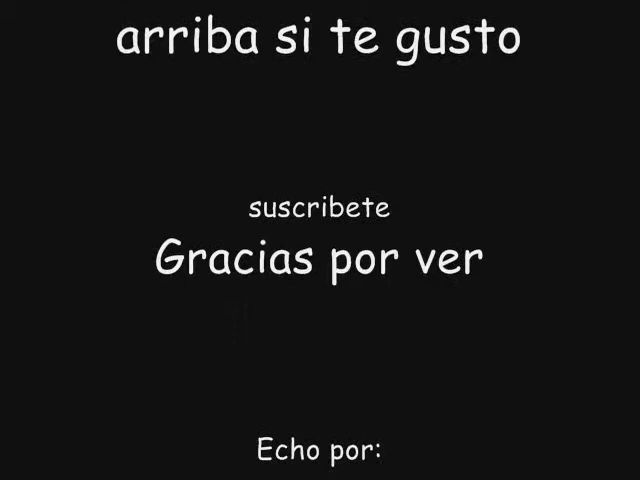 arriba si te gusto
suscribete
Gracias por ver
Echo por: